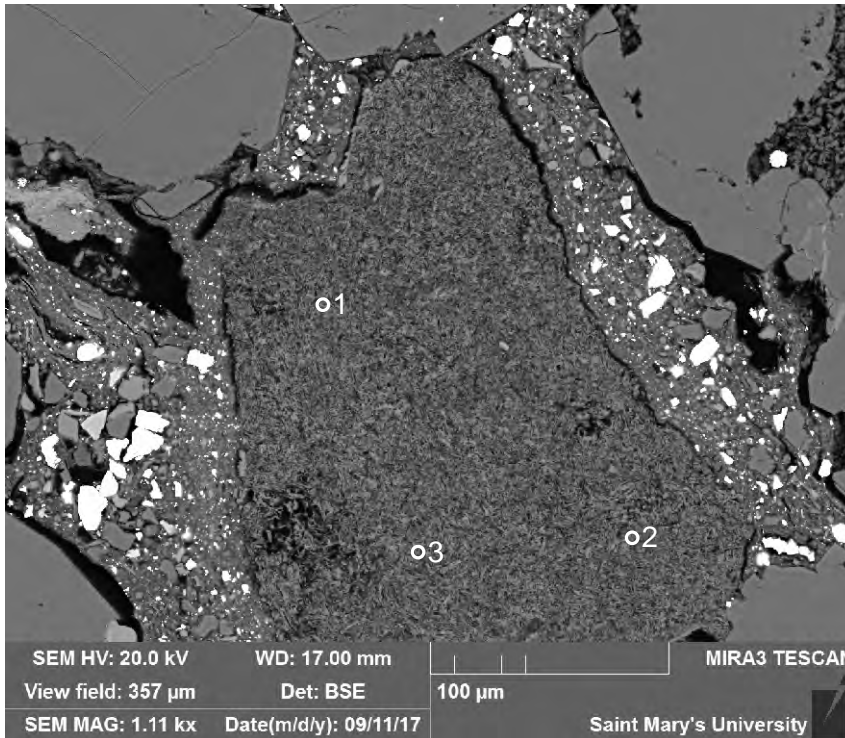 1
2
3
SEM HV: 20.0 kV WD: 17.00 mm MIRA3 TESCAN
View field: 357 µm Det: BSE 100 µm
SEM MAG: 1.11 kx Date(m/d/y): 09/11/17 Saint Mary's University